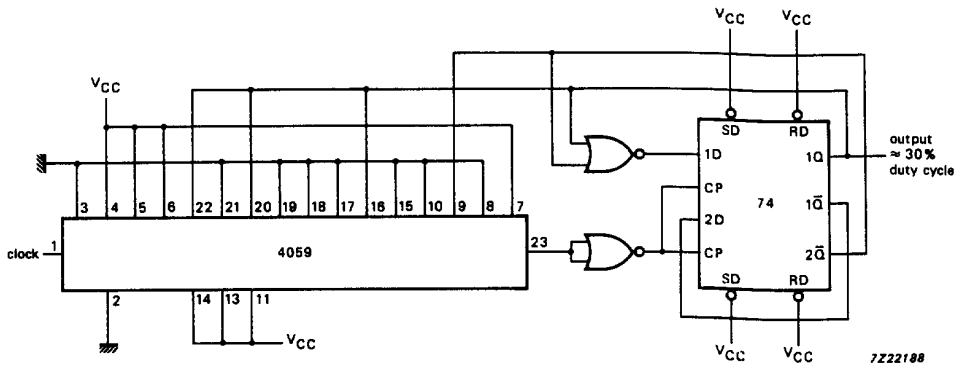 VCC VCC
VCC
SD RD
1D 1Q output
≈ 30%
duty cycle
CP
2D 74 1Q̅
CP 2Q̅
SD RD
3 4 5 6 22 21 20 19 18 17 16 15 10 9 8 7
clock 1 4059 23
2 14 13 11
VCC
VCC VCC
7Z22188